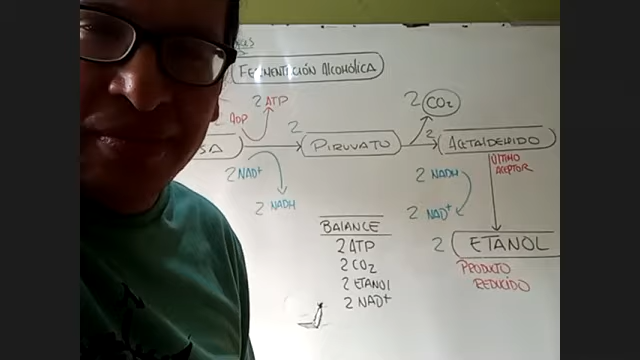 FERMENTACIÓN ALCOHÓLICA
2 ATP
ADP
2 CO₂
2 PIRUVATO
2 ACETALDEHIDO
2 NAD⁺
2 NADH
ÚLTIMO
ACEPTOR
2 NADH
2 NAD⁺
2 ETANOL
PRODUCTO
REDUCIDO
BALANCE
2 ATP
2 CO₂
2 ETANOL
2 NAD⁺